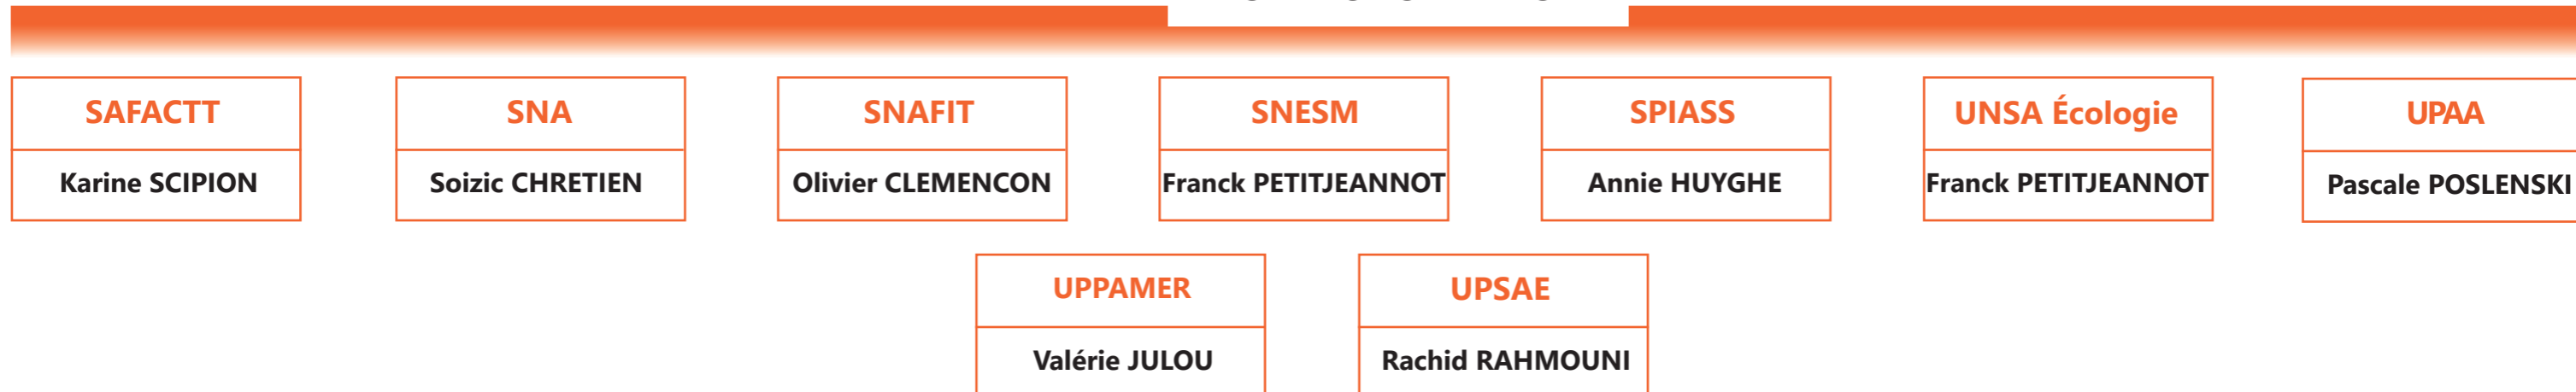 SAFACTT
Karine SCIPION
SNA
Soizic CHRETIEN
SNAFIT
Olivier CLEMENCON
SNESM
Franck PETITJEANNOT
SPIASS
Annie HUYGHE
UNSA Écologie
Franck PETITJEANNOT
UPAA
Pascale POSLENSKI
UPPAMER
Valérie JULOU
UPSAE
Rachid RAHMOUNI